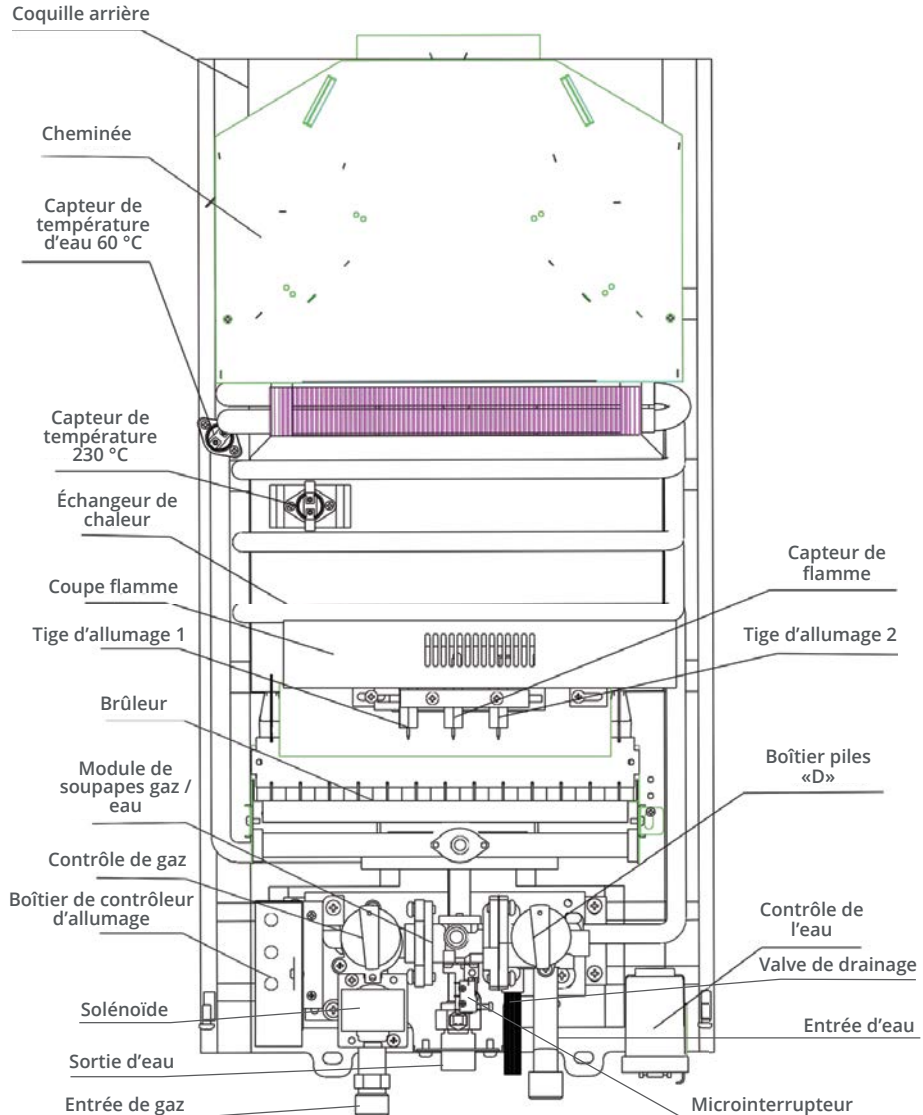 Coquille arrière
Cheminée
Capteur de
température
d'eau 60 °C
Capteur de
température
230 °C
Échangeur de
chaleur
Coupe flamme
Tige d'allumage 1
Brûleur
Module de
soupapes gaz /
eau
Contrôle de gaz
Boîtier de contrôleur
d'allumage
Solénoïde
Sortie d'eau
Entrée de gaz
Capteur de
flamme
Tige d'allumage 2
Boîtier piles
«D»
Contrôle de
l'eau
Valve de drainage
Entrée d'eau
Microinterrupteur